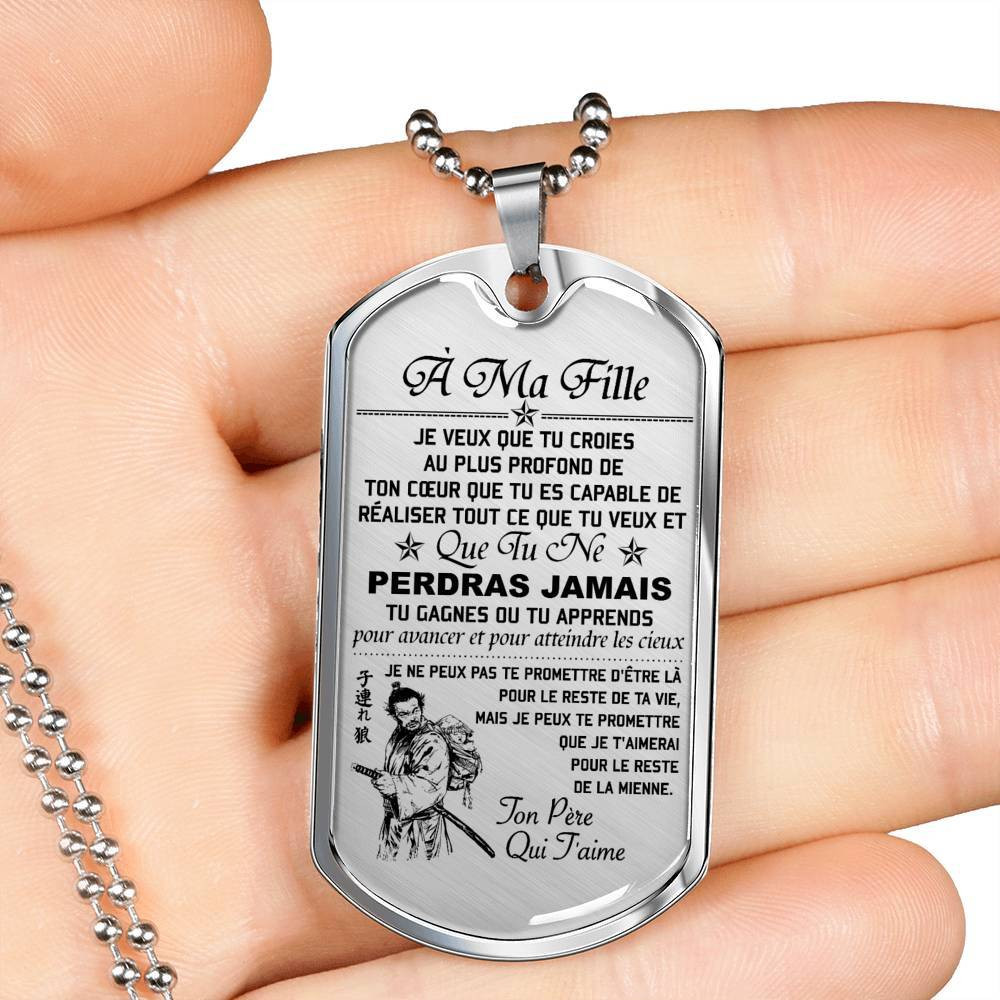 À Ma Fille
JE VEUX QUE TU CROIES
AU PLUS PROFOND DE
TON CŒUR QUE TU ES CAPABLE DE
RÉALISER TOUT CE QUE TU VEUX ET
Que Tu Ne
PERDRAS JAMAIS
TU GAGNES OU TU APPRENDS
pour avancer et pour atteindre les cieux
JE NE PEUX PAS TE PROMETTRE D'ÊTRE LÀ
POUR LE RESTE DE TA VIE,
MAIS JE PEUX TE PROMETTRE
QUE JE T'AIMERAI
POUR LE RESTE
DE LA MIENNE.
子連れ狼
Ton Père
Qui T'aime